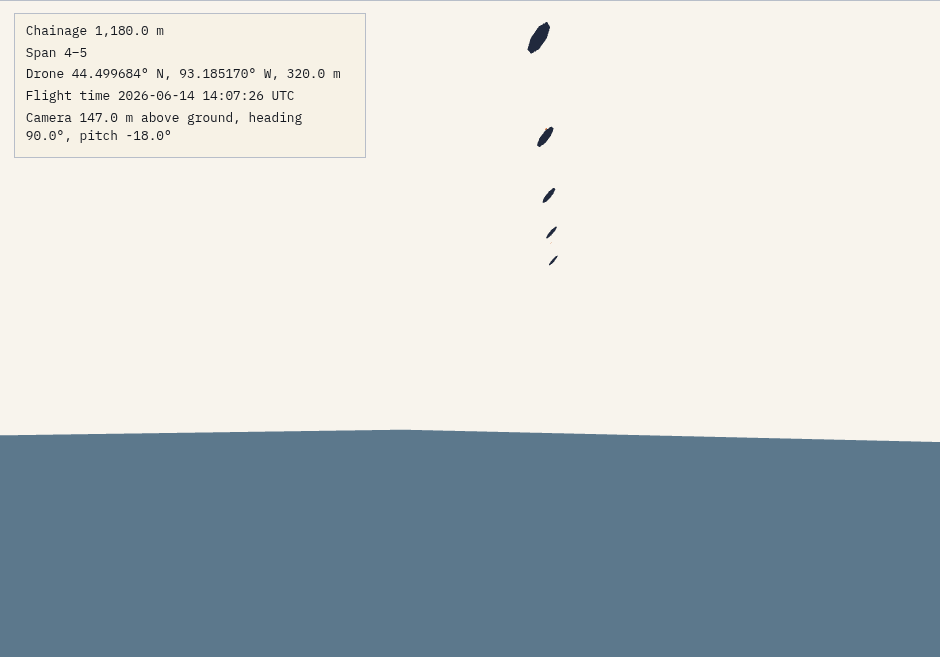 Chainage 1,180.0 m
Span 4–5
Drone 44.499684° N, 93.185170° W, 320.0 m
Flight time 2026-06-14 14:07:26 UTC
Camera 147.0 m above ground, heading
90.0°, pitch -18.0°